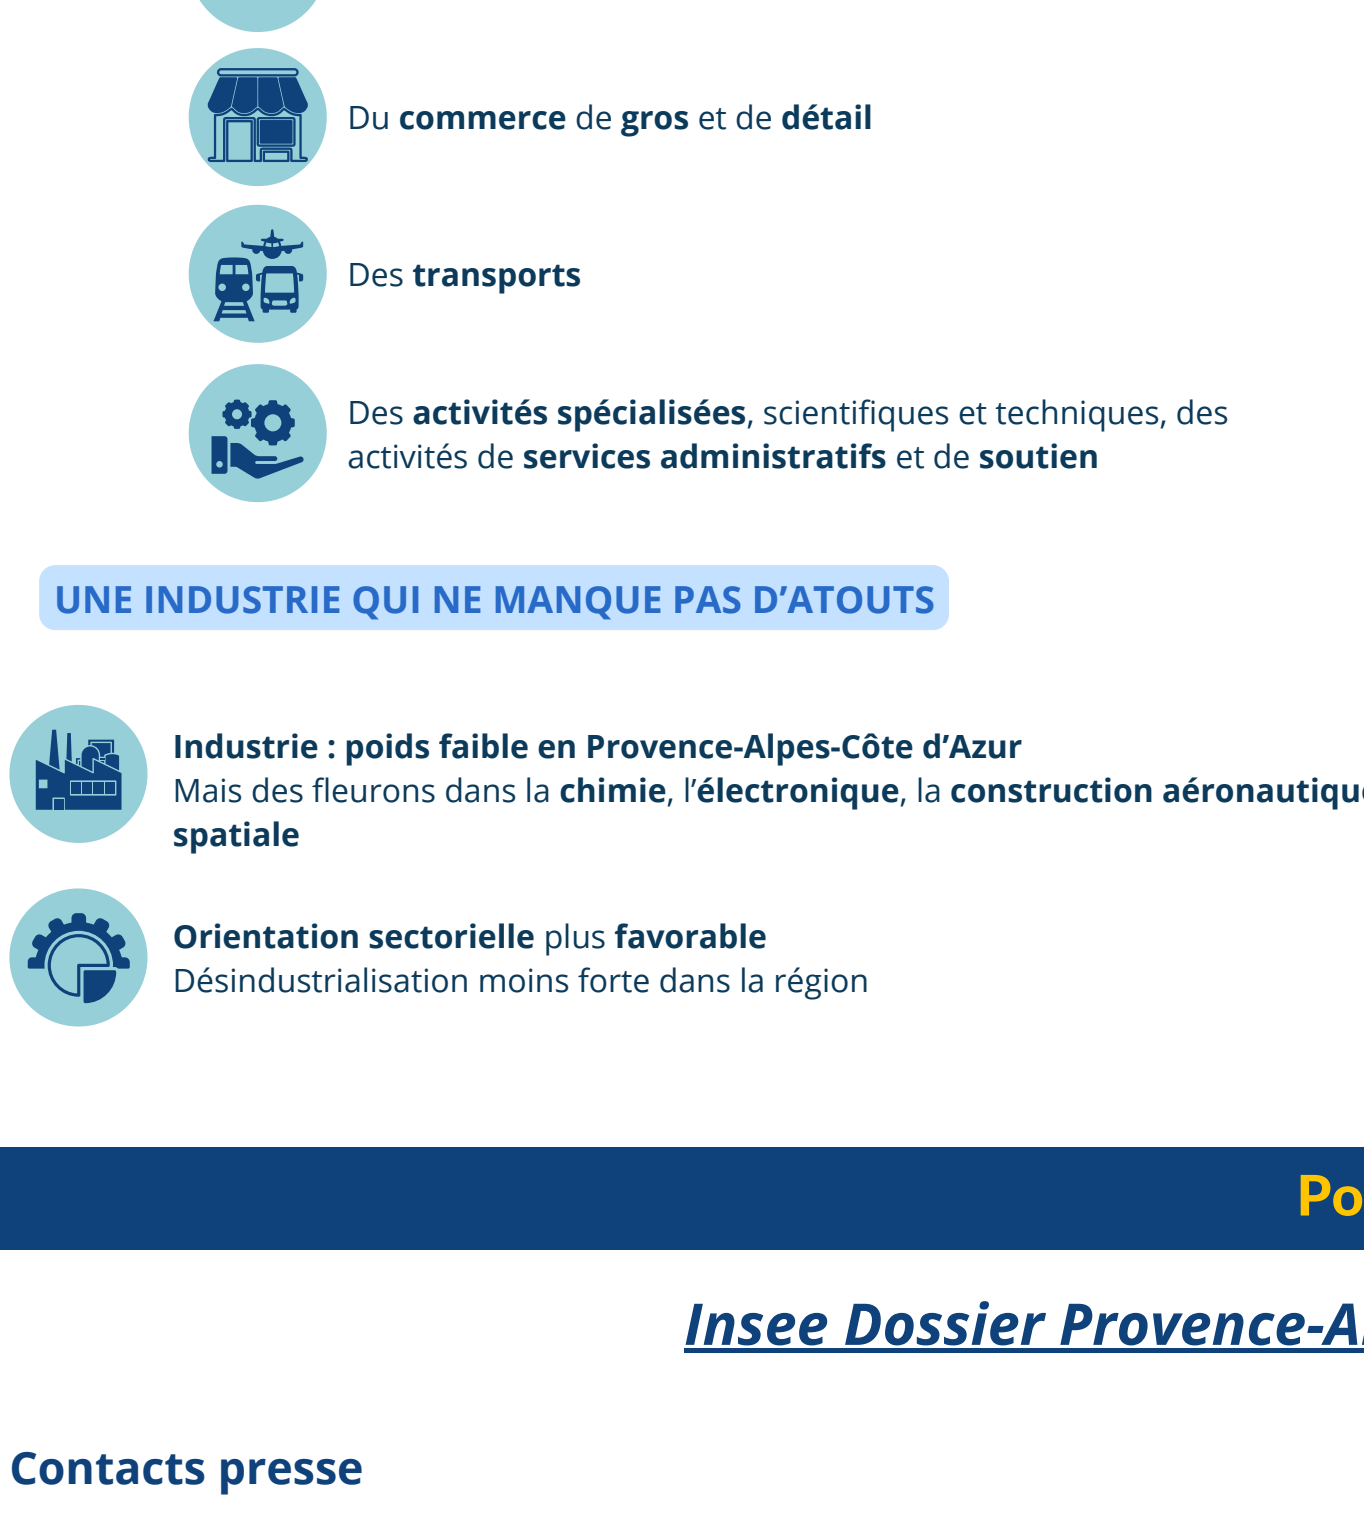 Du commerce de gros et de détail
Des transports
Des activités spécialisées, scientifiques et techniques, des
activités de services administratifs et de soutien
UNE INDUSTRIE QUI NE MANQUE PAS D’ATOUTS
Industrie : poids faible en Provence-Alpes-Côte d’Azur
Mais des fleurons dans la chimie, l’électronique, la construction aéronautique
spatiale
Orientation sectorielle plus favorable
Désindustrialisation moins forte dans la région
Po
Insee Dossier Provence-Al
Contacts presse